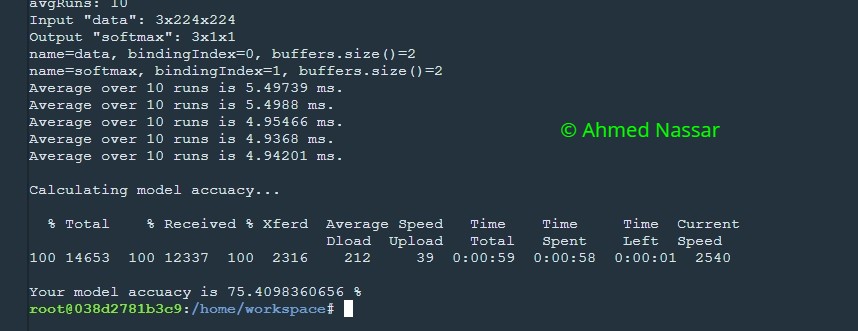 avgRuns: 10
Input "data": 3x224x224
Output "softmax": 3x1x1
name=data, bindingIndex=0, buffers.size()=2
name=softmax, bindingIndex=1, buffers.size()=2
Average over 10 runs is 5.49739 ms.
Average over 10 runs is 5.4988 ms.
Average over 10 runs is 4.95466 ms.
Average over 10 runs is 4.9368 ms.
Average over 10 runs is 4.94201 ms.
© Ahmed Nassar
Calculating model accuacy...
% Total % Received % Xferd Average Speed Time Time Time Current
Dload Upload Total Spent Left Speed
100 14653 100 12337 100 2316 212 39 0:00:59 0:00:58 0:00:01 2540
Your model accuacy is 75.4098360656 %
root@038d2781b3c9:/home/workspace#